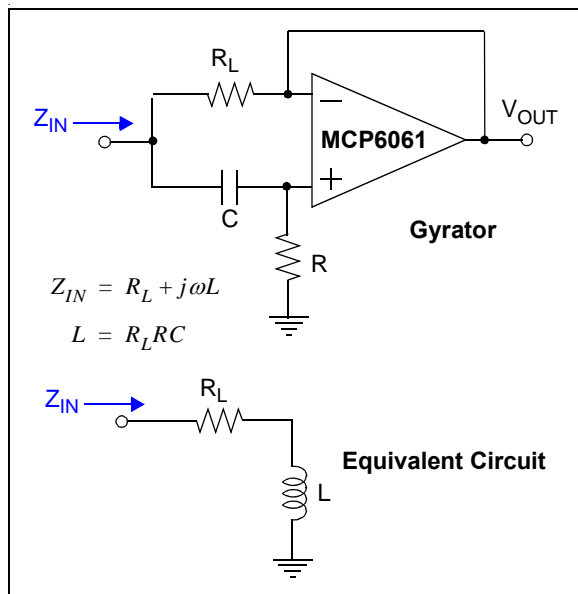 R_L
Z_IN
−
MCP6061
V_OUT
+
C
Gyrator
R
Z_IN = R_L + jωL
L = R_L RC
Z_IN
R_L
Equivalent Circuit
L